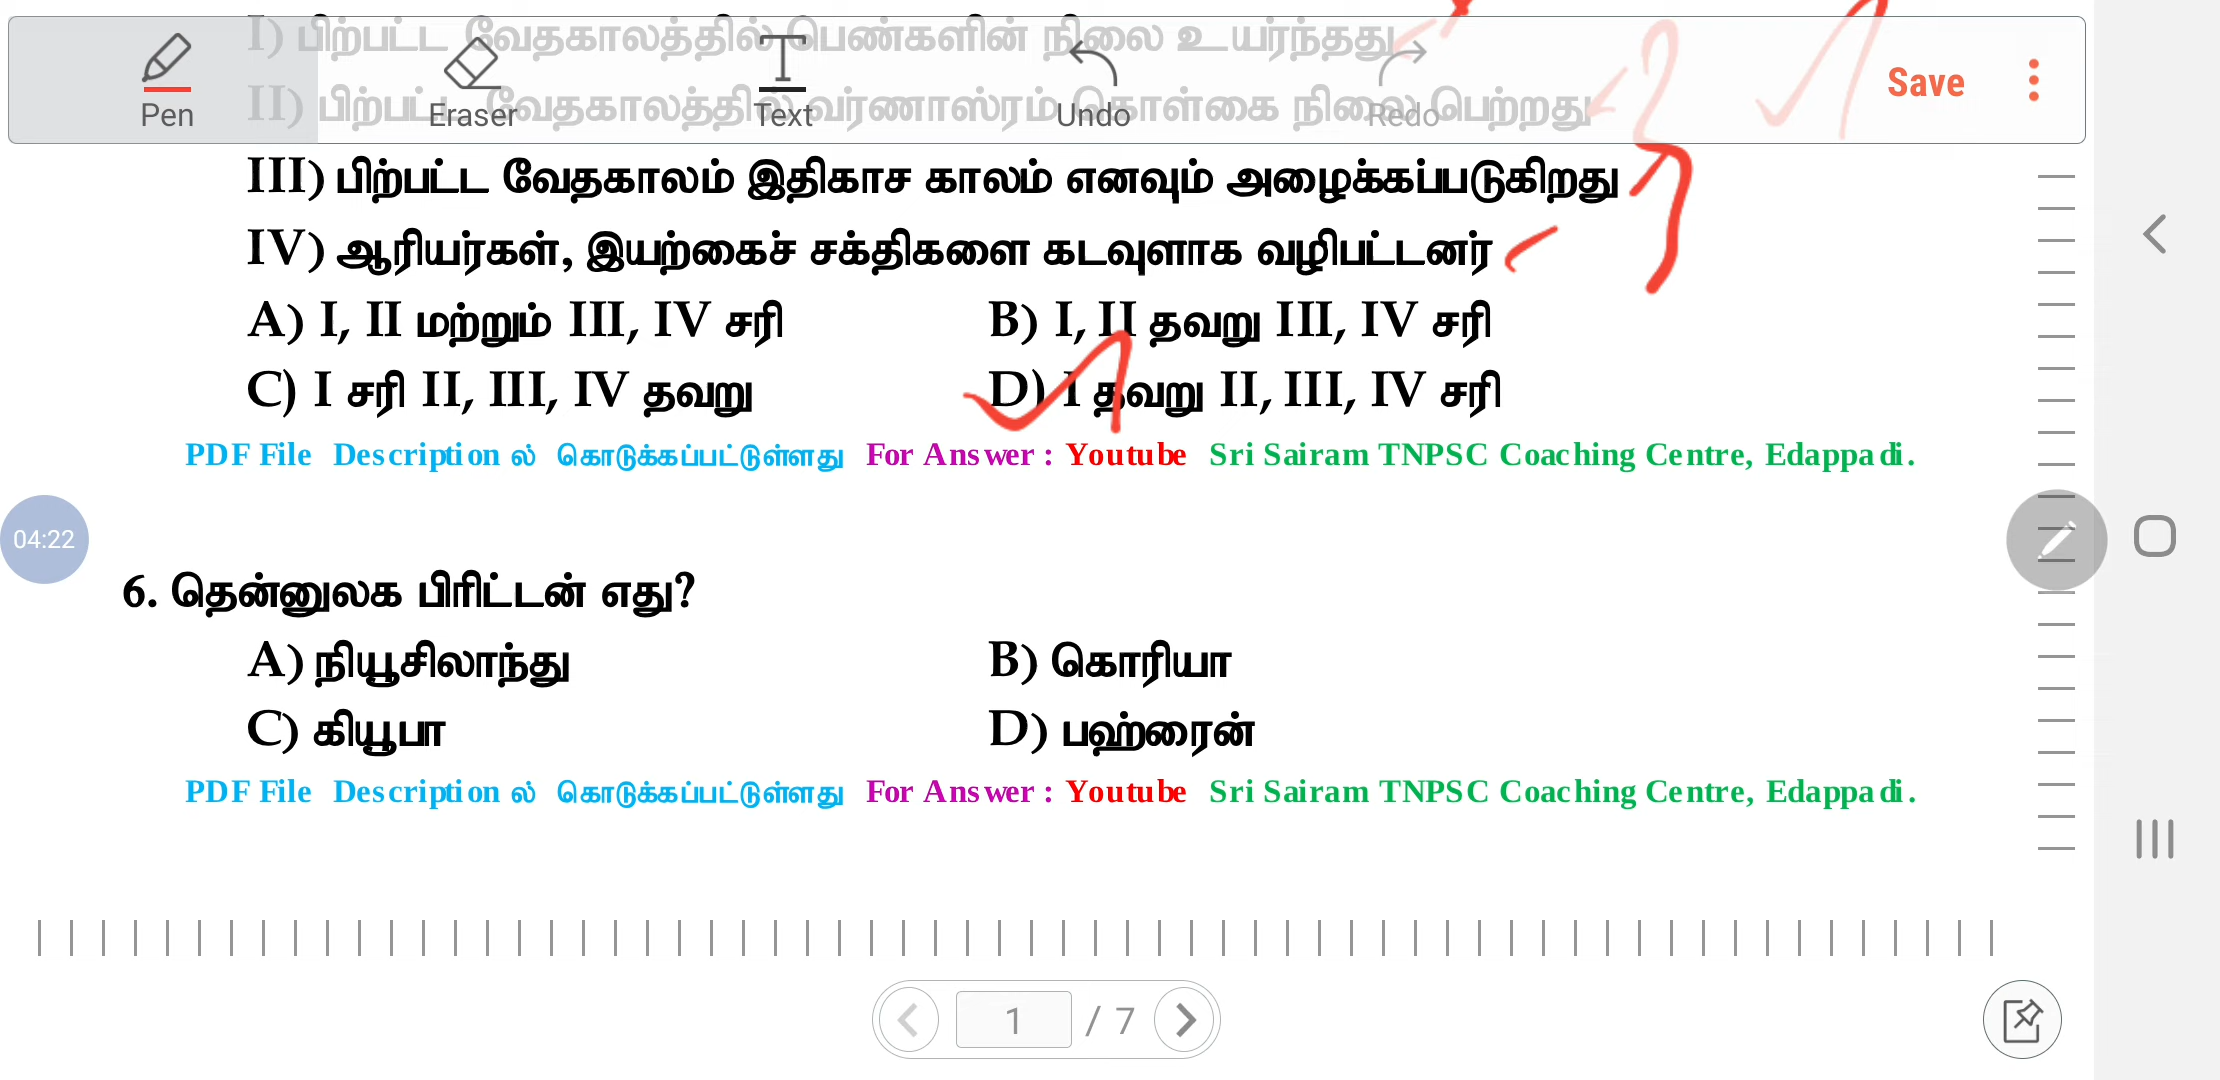 I) பிற்பட்ட வேதகாலத்தில் பெண்களின் நிலை உயர்ந்தது
II) பிற்பட்ட வேதகாலத்தில் வர்ணாஸ்ரம் கொள்கை நிலை பெற்றது
Pen Eraser Text Undo Redo Save
III) பிற்பட்ட வேதகாலம் இதிகாச காலம் எனவும் அழைக்கப்படுகிறது
IV) ஆரியர்கள், இயற்கைச் சக்திகளை கடவுளாக வழிபட்டனர்
A) I, II மற்றும் III, IV சரி B) I, II தவறு III, IV சரி
C) I சரி II, III, IV தவறு D) I தவறு II, III, IV சரி
PDF File Description ல் கொடுக்கப்பட்டுள்ளது For Answer : Youtube Sri Sairam TNPSC Coaching Centre, Edappadi.
04:22
6. தென்னுலக பிரிட்டன் எது?
A) நியூசிலாந்து B) கொரியா
C) கியூபா D) பஹ்ரைன்
PDF File Description ல் கொடுக்கப்பட்டுள்ளது For Answer : Youtube Sri Sairam TNPSC Coaching Centre, Edappadi.
1 / 7